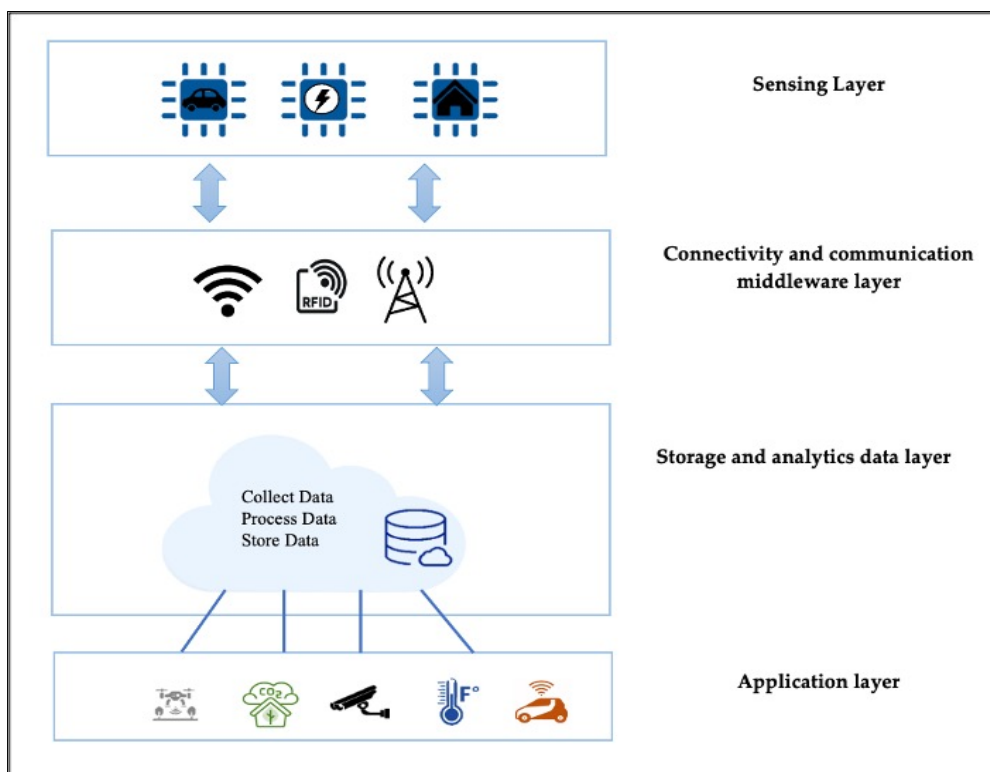 Sensing Layer
RFID
Connectivity and communication
middleware layer
Storage and analytics data layer
Collect Data
Process Data
Store Data
CO2
F°
Application layer